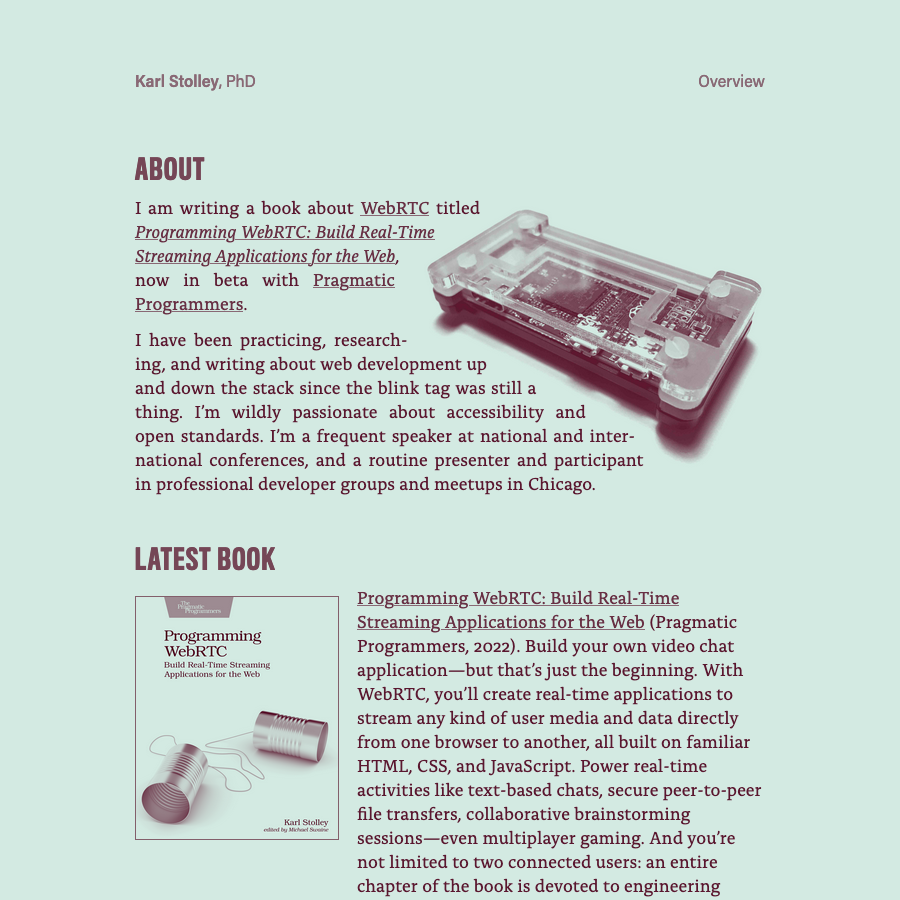 Karl Stolley, PhD
Overview
ABOUT
I am writing a book about WebRTC titled
Programming WebRTC: Build Real-Time
Streaming Applications for the Web,
now in beta with Pragmatic
Programmers.
I have been practicing, research-
ing, and writing about web development up
and down the stack since the blink tag was still a
thing. I’m wildly passionate about accessibility and
open standards. I’m a frequent speaker at national and inter-
national conferences, and a routine presenter and participant
in professional developer groups and meetups in Chicago.
LATEST BOOK
The
Pragmatic
Programmers
Programming
WebRTC
Build Real-Time Streaming
Applications for the Web
Karl Stolley
edited by Michael Swaine
Programming WebRTC: Build Real-Time
Streaming Applications for the Web (Pragmatic
Programmers, 2022). Build your own video chat
application—but that’s just the beginning. With
WebRTC, you’ll create real-time applications to
stream any kind of user media and data directly
from one browser to another, all built on familiar
HTML, CSS, and JavaScript. Power real-time
activities like text-based chats, secure peer-to-peer
file transfers, collaborative brainstorming
sessions—even multiplayer gaming. And you’re
not limited to two connected users: an entire
chapter of the book is devoted to engineering